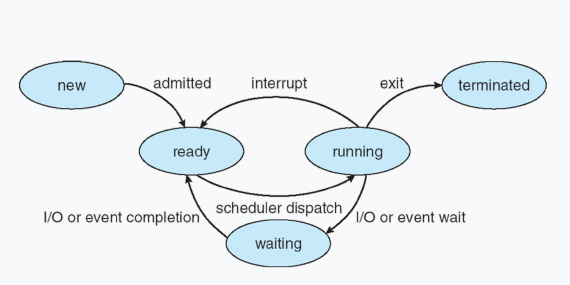 new
admitted
interrupt
exit
terminated
ready
running
scheduler dispatch
I/O or event completion
I/O or event wait
waiting